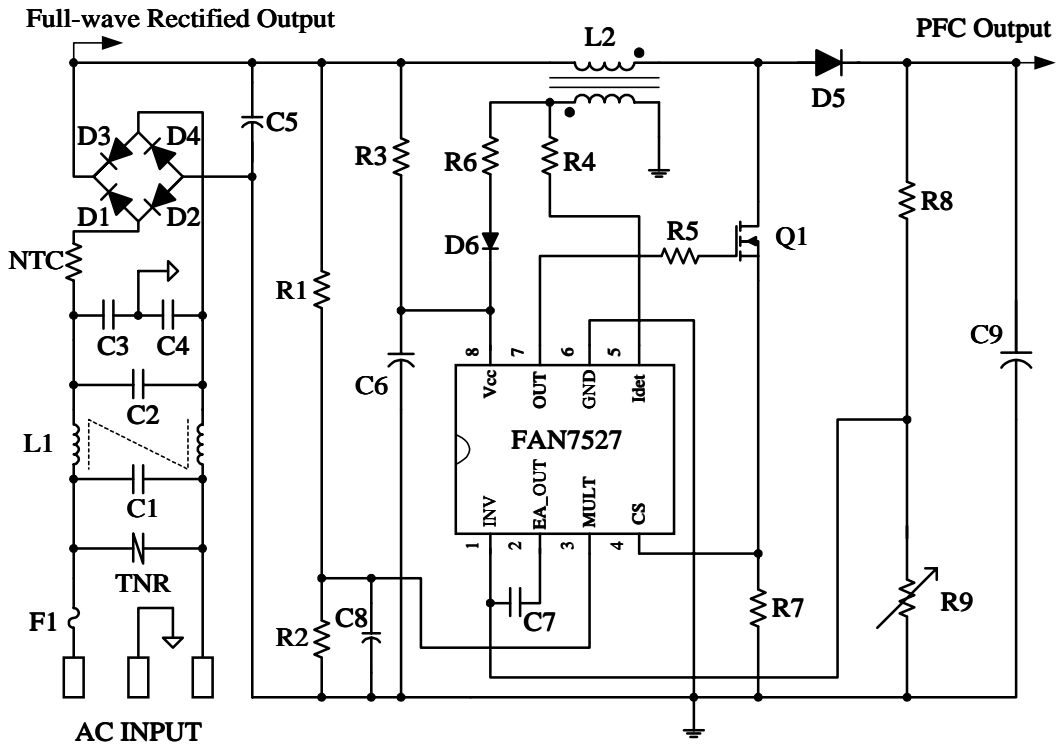 Full-wave Rectified Output
L2
PFC Output
D5
C5
D3
D4
R3
R6
R4
D1
D2
R8
R5
Q1
D6
NTC
R1
C3
C4
C9
8
7
6
5
C6
Vcc
OUT
GND
Idet
C2
L1
FAN7527
INV
EA_OUT
MULT
CS
C1
1
2
3
4
TNR
R9
R7
F1
C8
C7
R2
AC INPUT